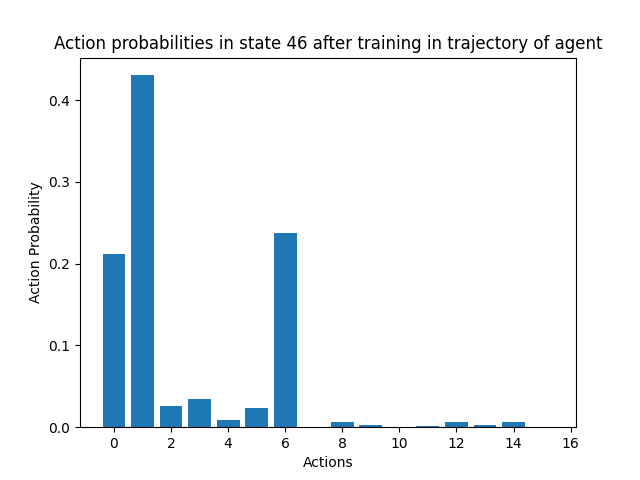 Action probabilities in state 46 after training in trajectory of agent
Action Probability
0.4
0.3
0.2
0.1
0.0
0 2 4 6 8 10 12 14 16
Actions